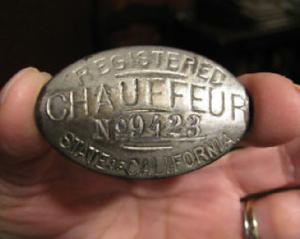 REGISTERED
CHAUFFEUR
No 9423
STATE OF CALIFORNIA